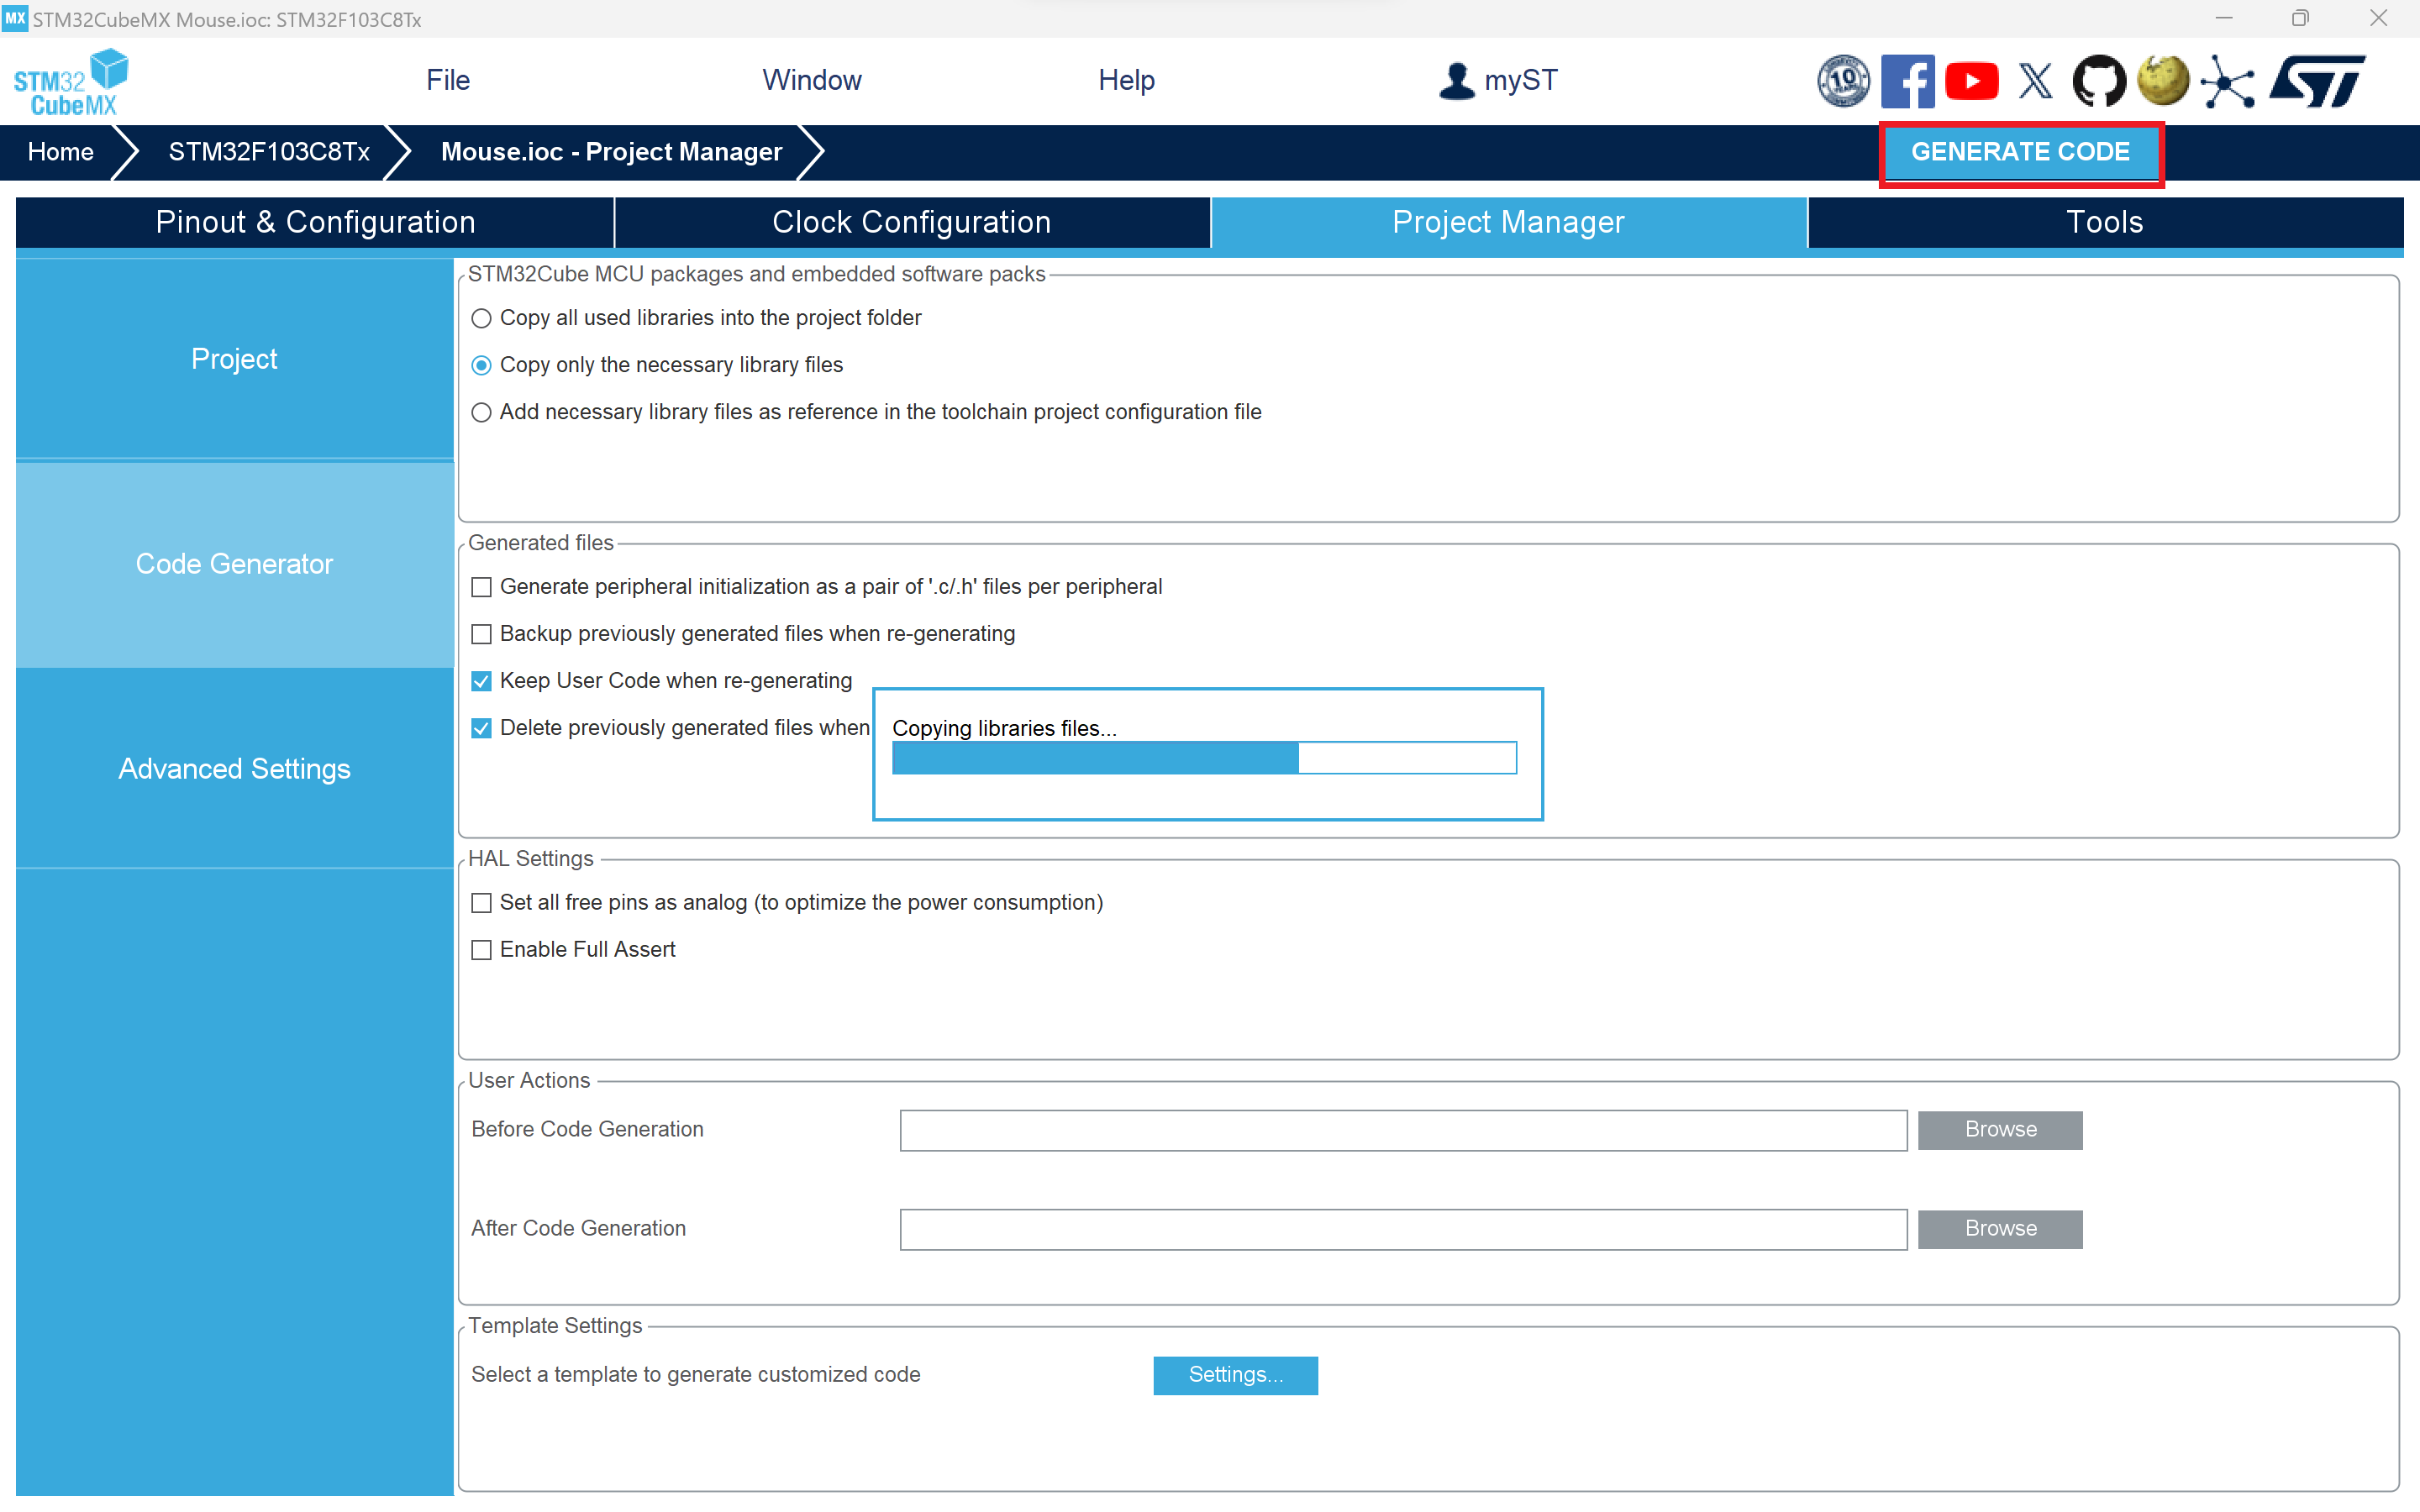 MX STM32CubeMX Mouse.ioc: STM32F103C8Tx
STM32
CubeMX
File
Window
Help
myST
10
YEARS
Home
STM32F103C8Tx
Mouse.ioc - Project Manager
GENERATE CODE
Pinout & Configuration
Clock Configuration
Project Manager
Tools
Project
Code Generator
Advanced Settings
STM32Cube MCU packages and embedded software packs
Copy all used libraries into the project folder
Copy only the necessary library files
Add necessary library files as reference in the toolchain project configuration file
Generated files
Generate peripheral initialization as a pair of '.c/.h' files per peripheral
Backup previously generated files when re-generating
Keep User Code when re-generating
Delete previously generated files when
Copying libraries files...
HAL Settings
Set all free pins as analog (to optimize the power consumption)
Enable Full Assert
User Actions
Before Code Generation
Browse
After Code Generation
Browse
Template Settings
Select a template to generate customized code
Settings...